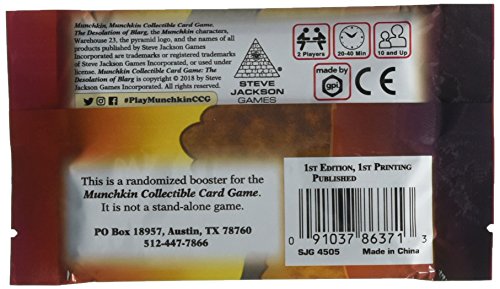 Munchkin, Munchkin Collectible Card Game,
The Desolation of Blarg, the Munchkin characters,
Warehouse 23, the pyramid logo, and the names of all
products published by Steve Jackson Games
Incorporated are trademarks or registered trademarks
of Steve Jackson Games Incorporated, or used under
license. Munchkin Collectible Card Game: The
Desolation of Blarg is copyright © 2018 by Steve
Jackson Games Incorporated. All rights reserved.
#PlayMunchkinCCG
STEVE
JACKSON
GAMES
2 Players
20-40 Min
10 and Up
made by
gpi
CE
This is a randomized booster for the
Munchkin Collectible Card Game.
It is not a stand-alone game.
PO Box 18957, Austin, TX 78760
512-447-7866
1st Edition, 1st Printing
Published
0 91037 86371 3
SJG 4505 Made in China